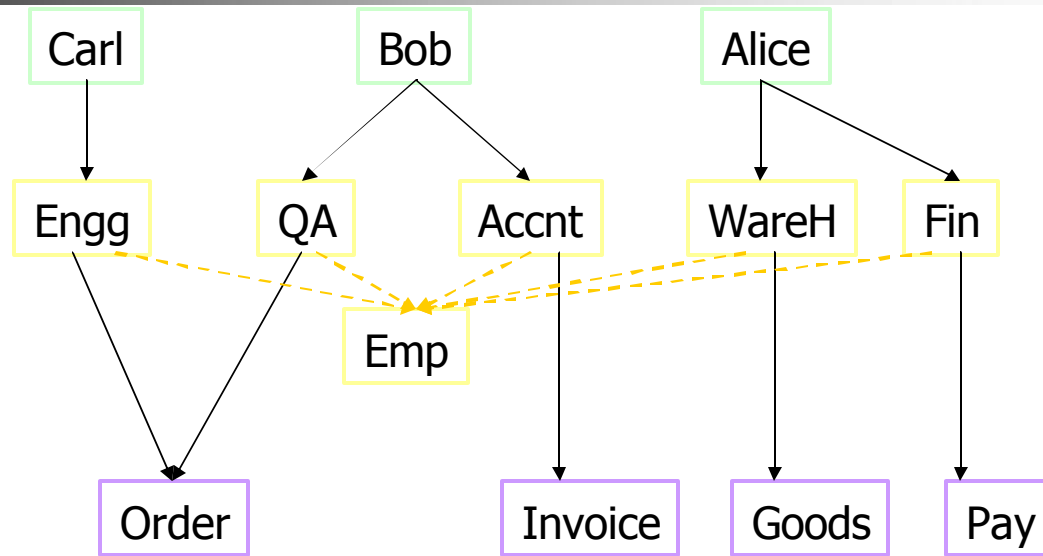 Carl
Bob
Alice
Engg
QA
Accnt
WareH
Fin
Emp
Order
Invoice
Goods
Pay